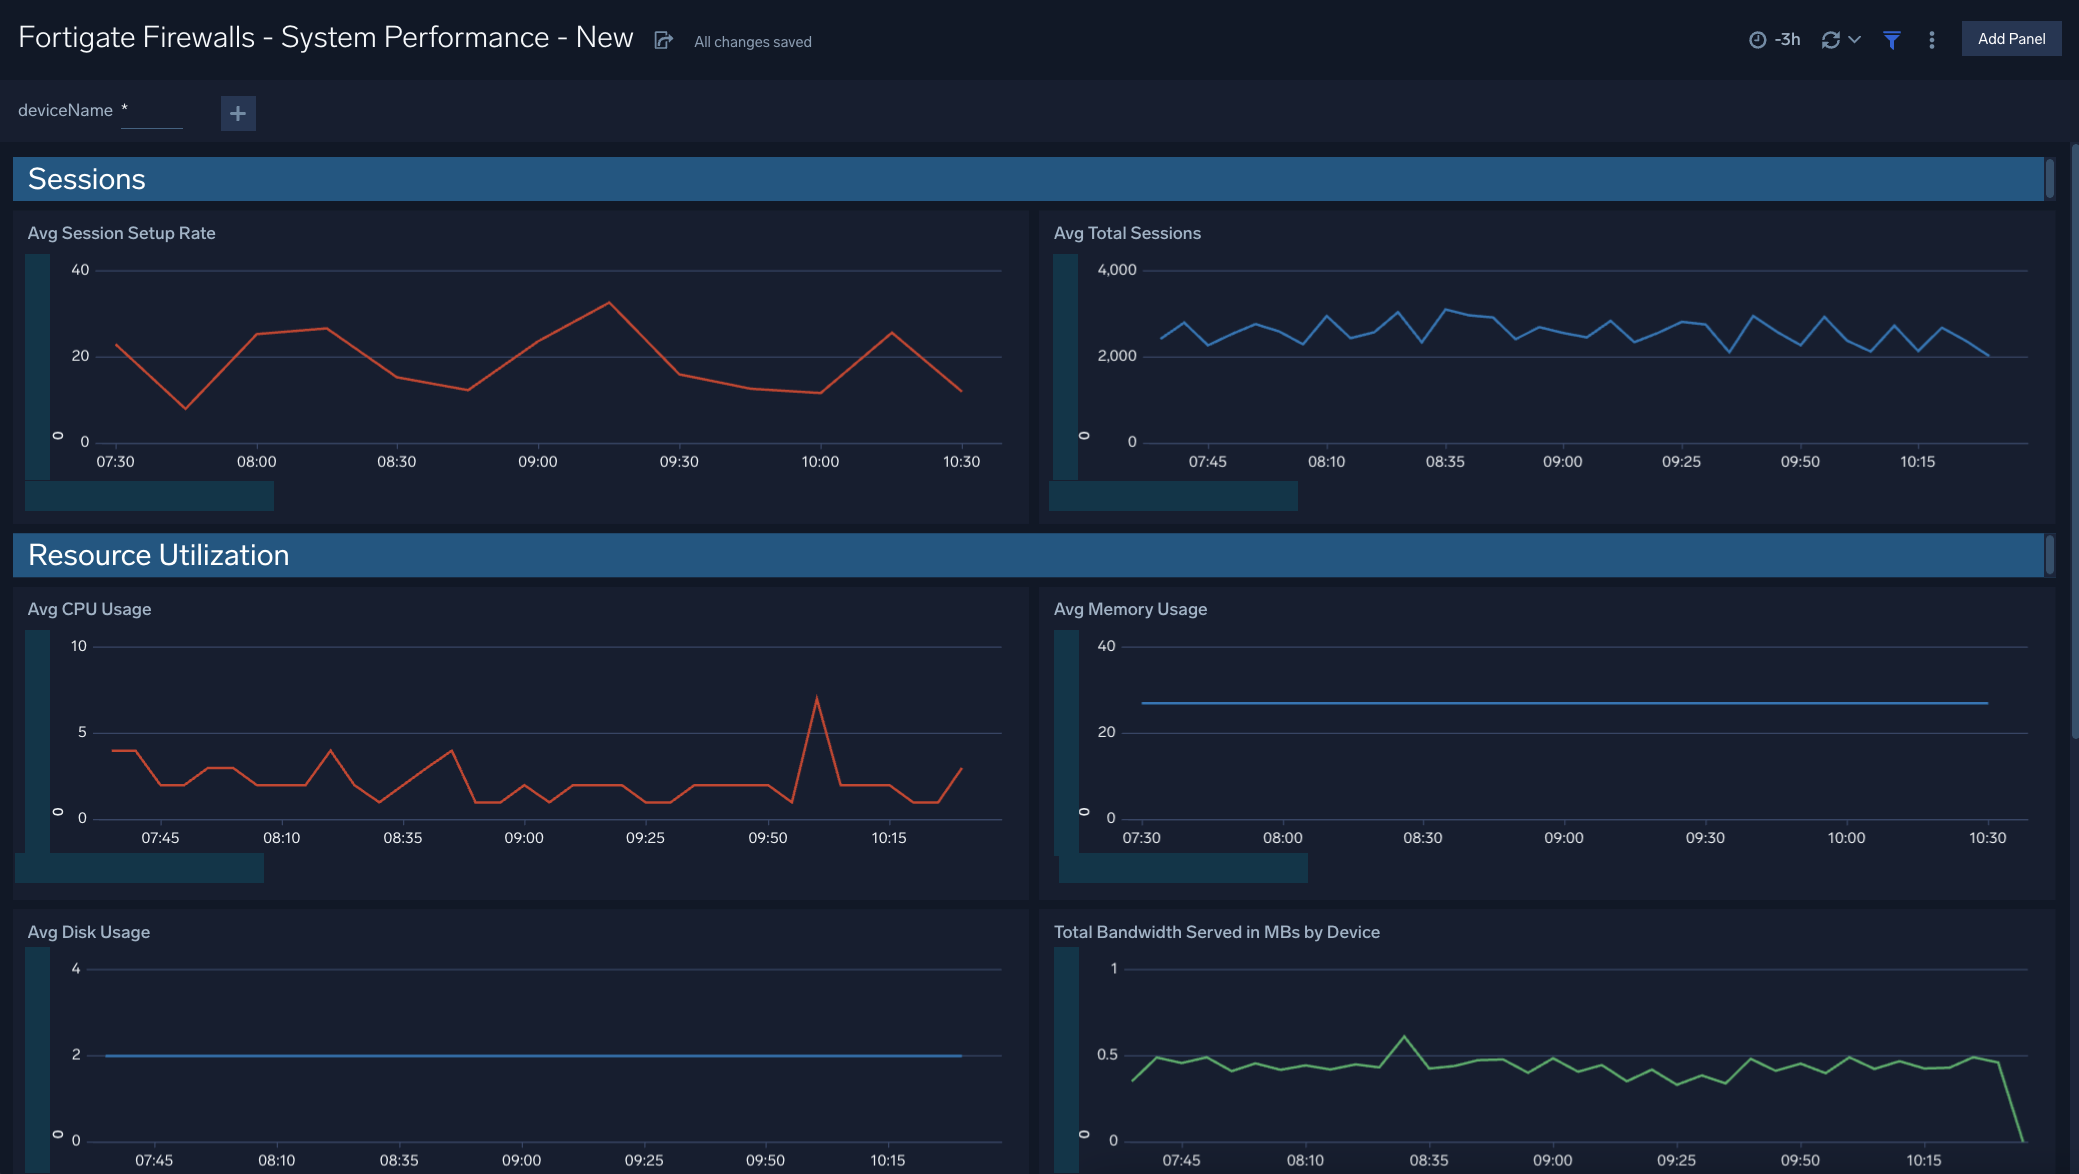 Fortigate Firewalls - System Performance - New
All changes saved
-3h
Add Panel
deviceName *
+
Sessions
Avg Session Setup Rate
40
20
0
0
07:30 08:00 08:30 09:00 09:30 10:00 10:30
Avg Total Sessions
4,000
2,000
0
0
07:45 08:10 08:35 09:00 09:25 09:50 10:15
Resource Utilization
Avg CPU Usage
10
5
0
0
07:45 08:10 08:35 09:00 09:25 09:50 10:15
Avg Memory Usage
40
20
0
0
07:30 08:00 08:30 09:00 09:30 10:00 10:30
Avg Disk Usage
4
2
0
0
07:45 08:10 08:35 09:00 09:25 09:50 10:15
Total Bandwidth Served in MBs by Device
1
0.5
0
0
07:45 08:10 08:35 09:00 09:25 09:50 10:15